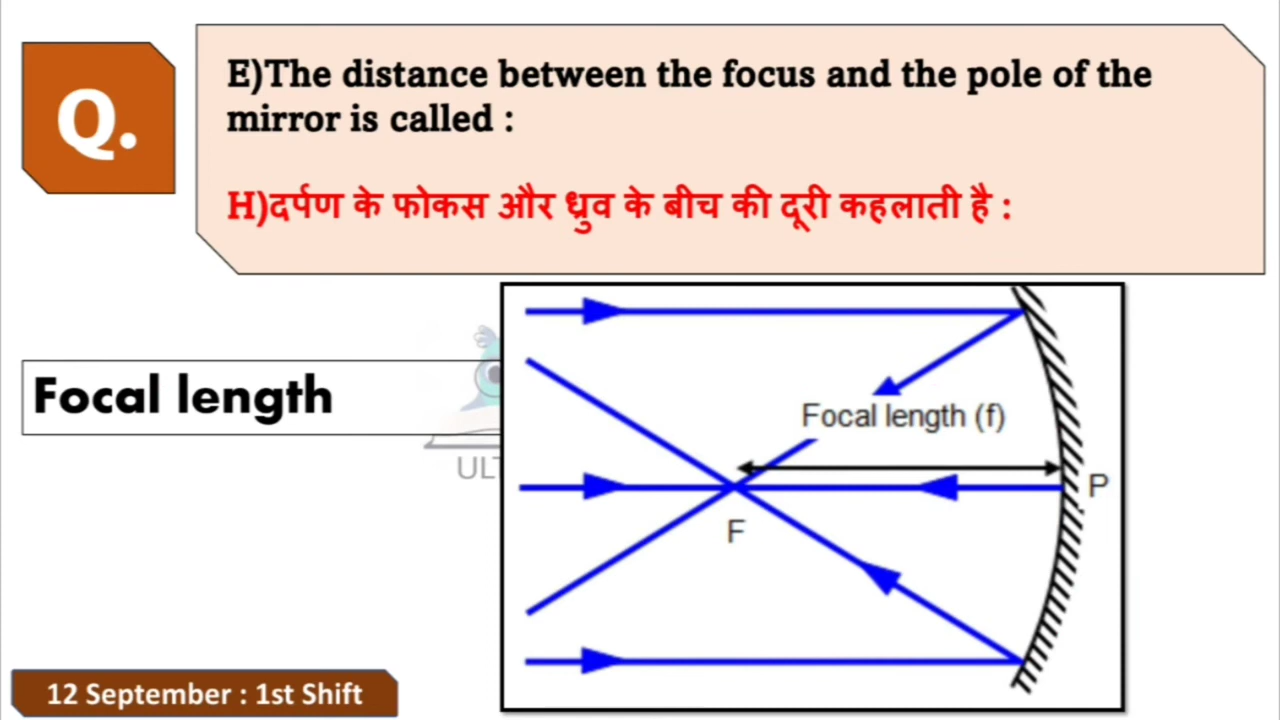 Q.
E)The distance between the focus and the pole of the
mirror is called :
H)दर्पण के फोकस और ध्रुव के बीच की दूरी कहलाती है :
Focal length
Focal length (f)
P
F
12 September : 1st Shift